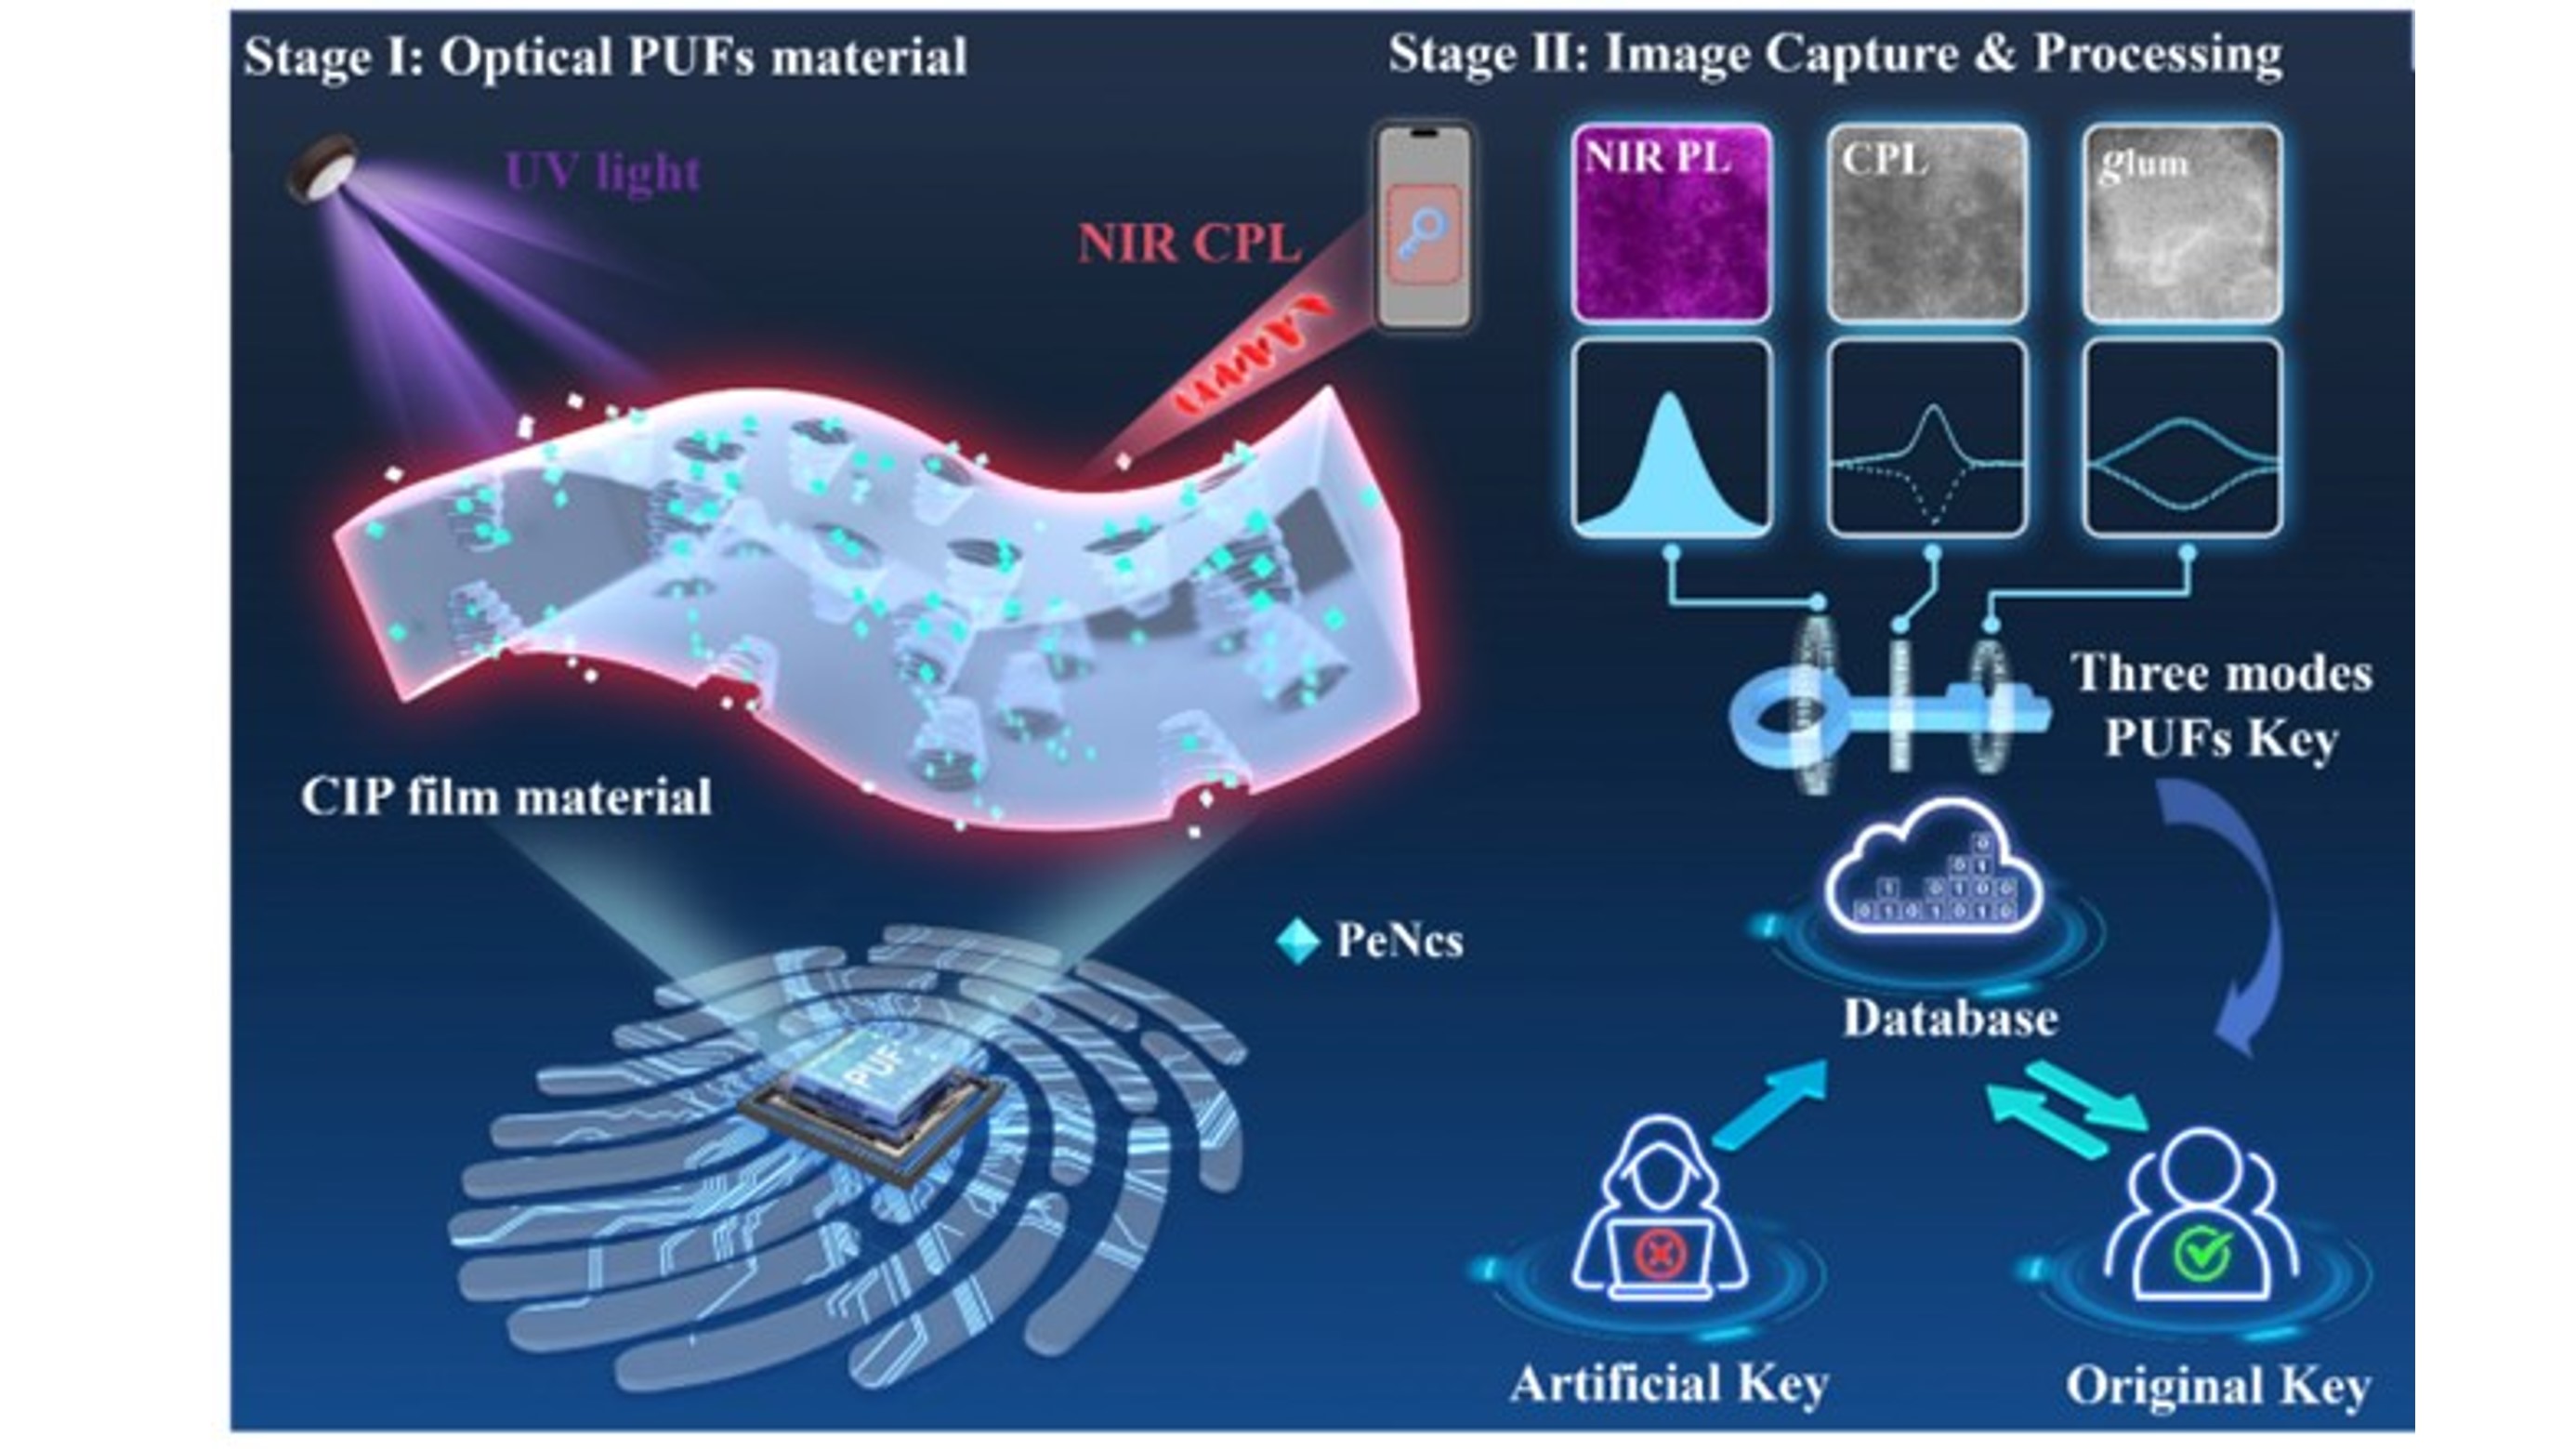 Stage I: Optical PUFs material
Stage II: Image Capture & Processing
UV light
NIR CPL
NIR PL
CPL
glum
Three modes
PUFs Key
CIP film material
PeNcs
PUF
0
0 1
1 0 1 0 0
0 1 0 1 0 1 0
Database
Artificial Key
Original Key